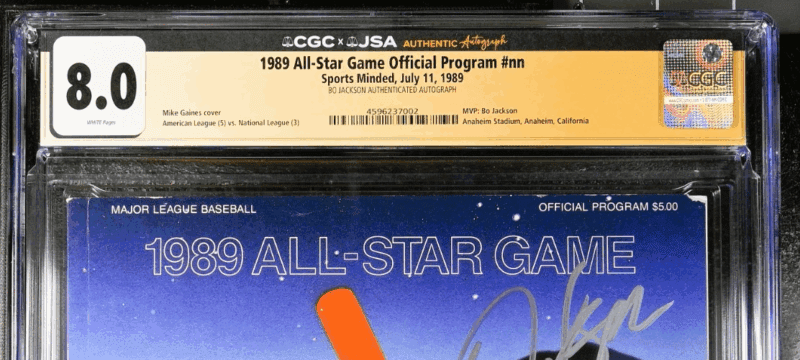 CGC x JSA AUTHENTIC Autograph
1989 All-Star Game Official Program #nn
Sports Minded, July 11, 1989
BO JACKSON AUTHENTICATED AUTOGRAPH
8.0
WHITE Pages
Mike Gaines cover
American League (5) vs. National League (3)
4596237002
MVP: Bo Jackson
Anaheim Stadium, Anaheim, California
CGC
MAJOR LEAGUE BASEBALL
OFFICIAL PROGRAM $5.00
1989 ALL-STAR GAME